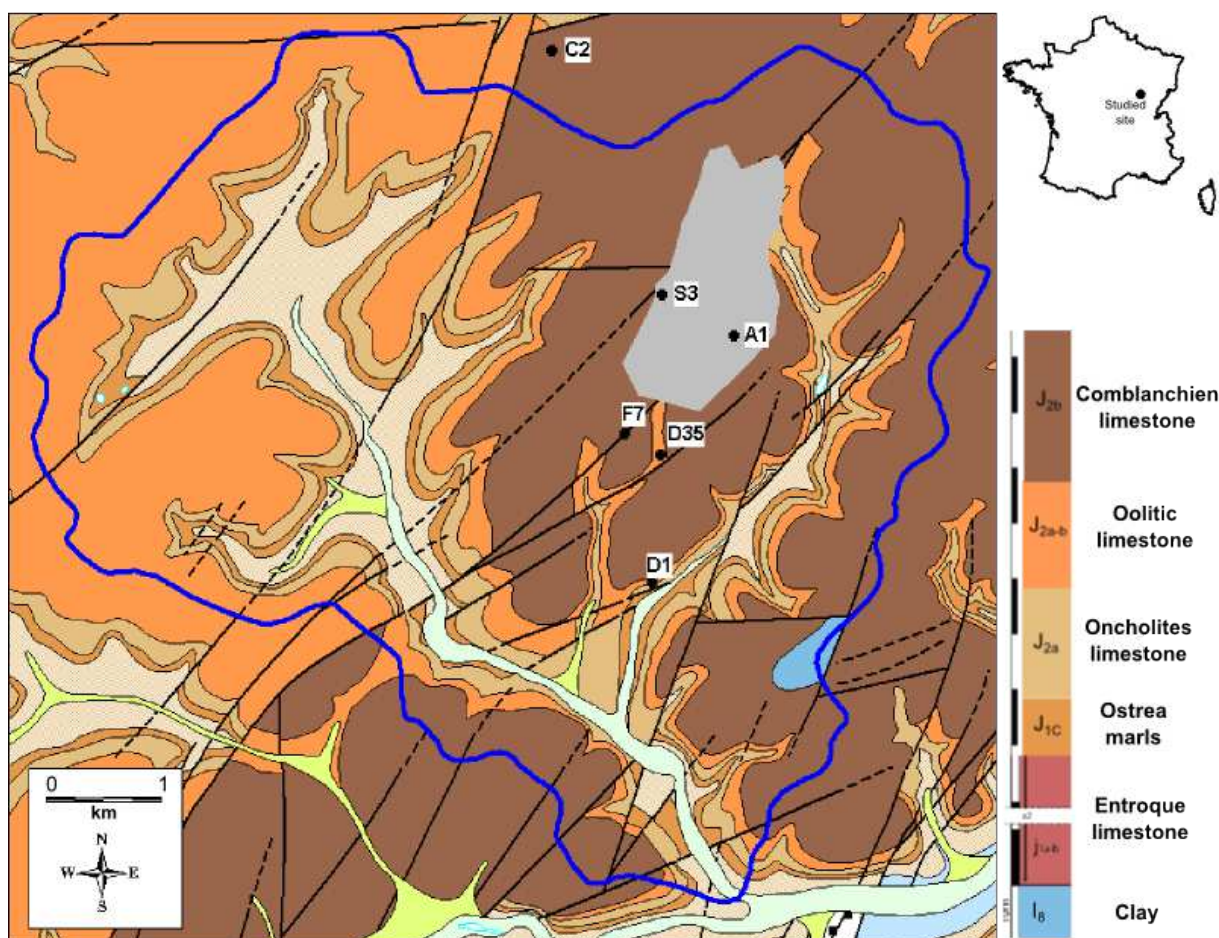 C2
Studied
site
S3
A1
F7
D35
D1
0 1
km
N
W E
S
J2b
Comblanchien
limestone
J2a-b
Oolitic
limestone
J2a
Oncholites
limestone
J1C
Ostrea
marls
Entroque
limestone
l8
Clay